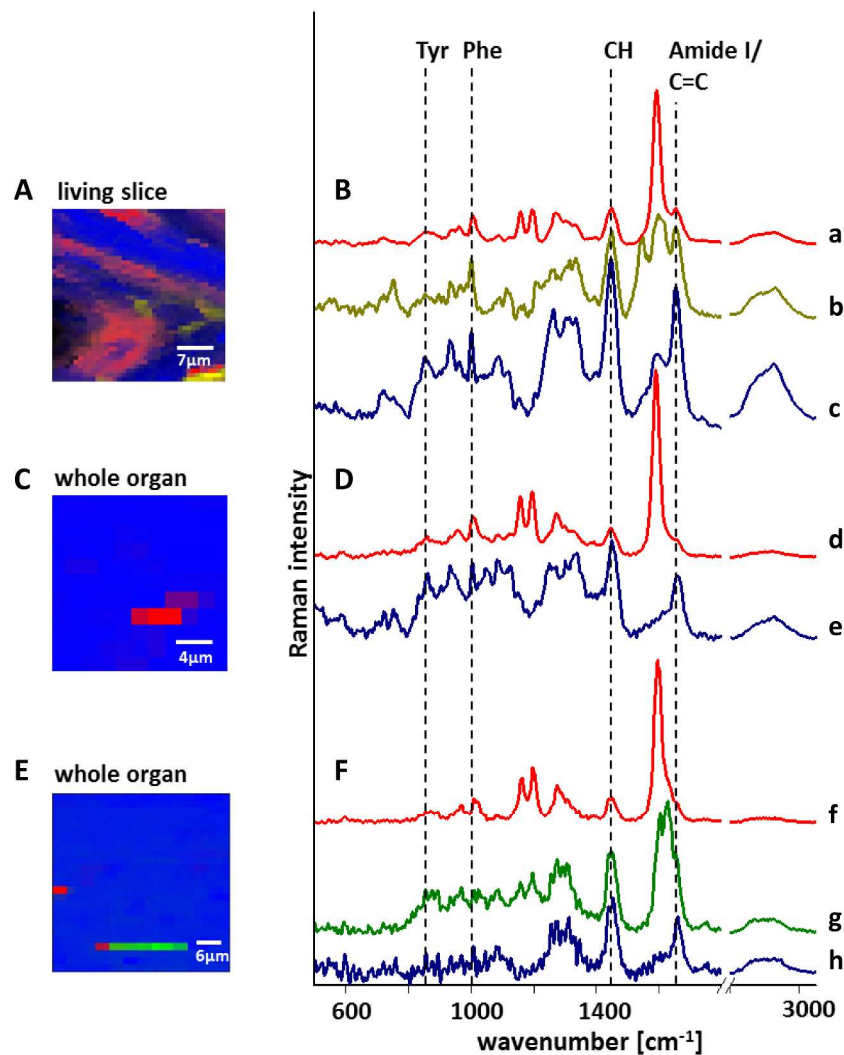 Tyr Phe CH Amide I/
C=C
A living slice B
7µm
a
b
c
C whole organ D
4µm
d
e
E whole organ F
6µm
f
g
h
Raman intensity
600 1000 1400 3000
wavenumber [cm⁻¹]